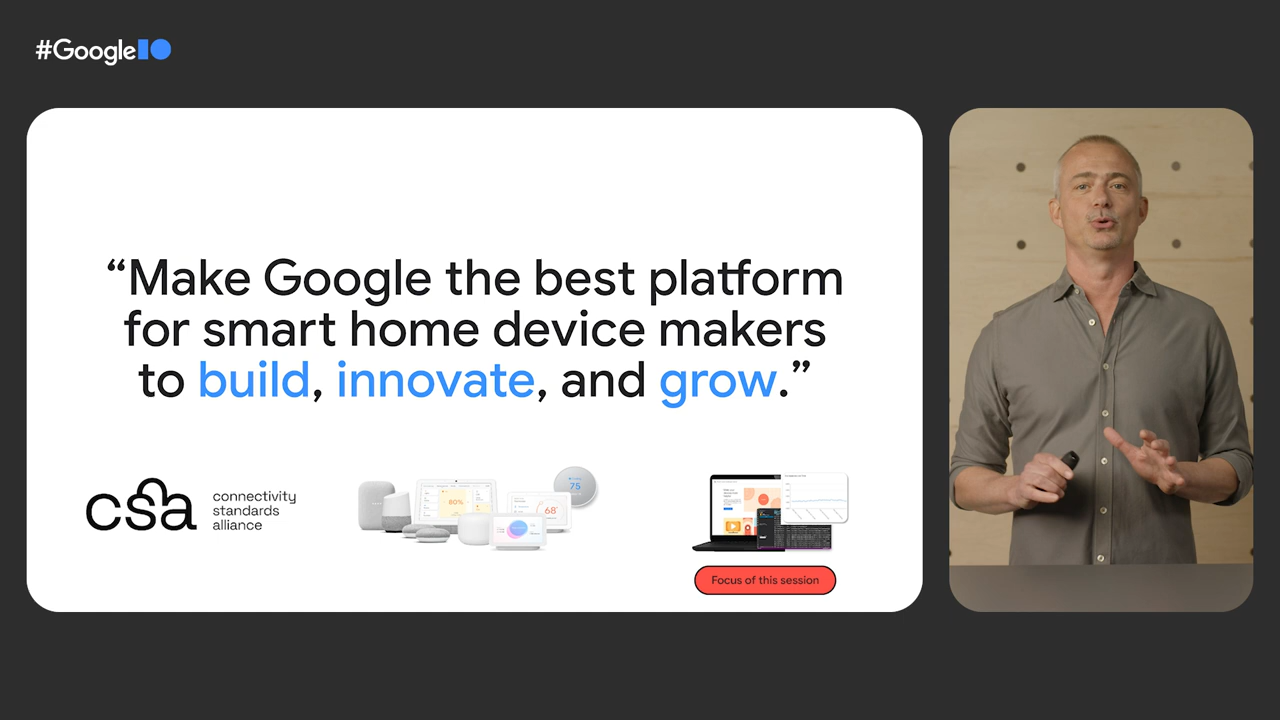 #GoogleIO
“Make Google the best platform
for smart home device makers
to build, innovate, and grow.”
csa
connectivity
standards
alliance
80%
75
68°
Focus of this session